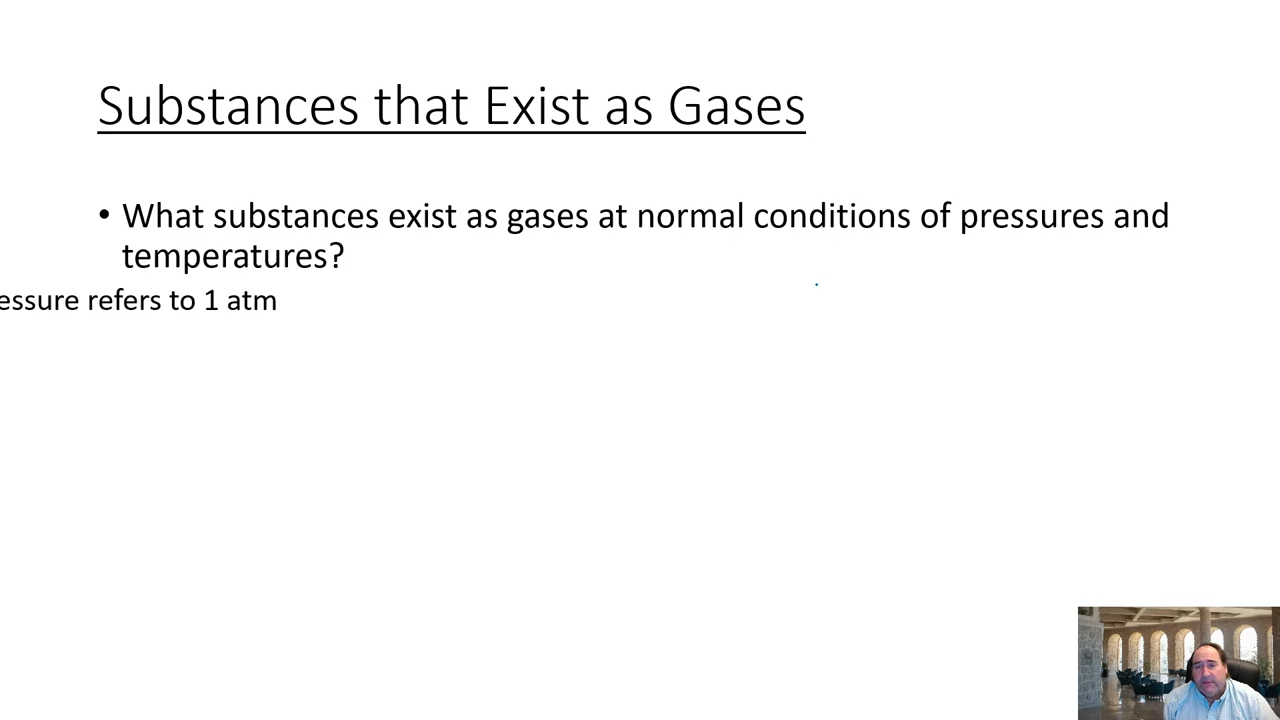 Substances that Exist as Gases
• What substances exist as gases at normal conditions of pressures and
temperatures?
essure refers to 1 atm